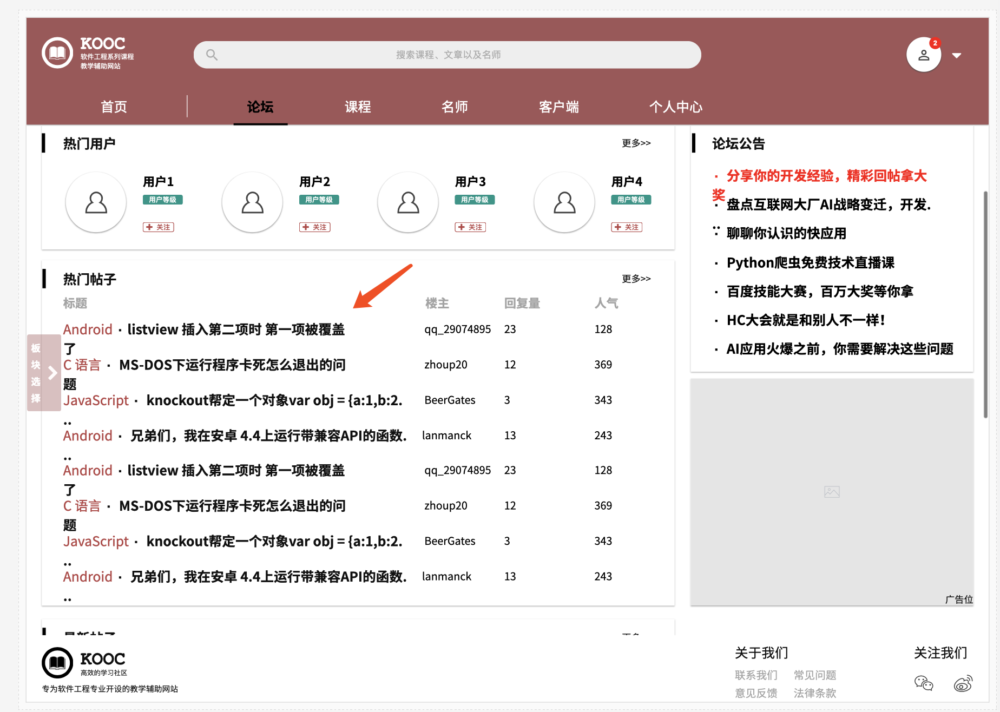 KOOC
软件工程系列课程
教学辅助网站
搜索课程、文章以及名师
2
首页
论坛
课程
名师
客户端
个人中心
热门用户
更多>>
用户1
用户等级
关注
用户2
用户等级
关注
用户3
用户等级
关注
用户4
用户等级
关注
论坛公告
· 分享你的开发经验，精彩回帖拿大
奖
· 盘点互联网大厂AI战略变迁，开发.
..
· 聊聊你认识的快应用
· Python爬虫免费技术直播课
· 百度技能大赛，百万大奖等你拿
· HC大会就是和别人不一样！
· AI应用火爆之前，你需要解决这些问题
广告位
板
块
选
择
热门帖子
更多>>
标题 楼主 回复量 人气
Android · listview 插入第二项时 第一项被覆盖 qq_29074895 23 128
了
C 语言 · MS-DOS下运行程序卡死怎么退出的问 zhoup20 12 369
题
JavaScript · knockout帮定一个对象var obj = {a:1,b:2. BeerGates 3 343
..
Android · 兄弟们，我在安卓 4.4上运行带兼容API的函数. lanmanck 13 243
..
Android · listview 插入第二项时 第一项被覆盖 qq_29074895 23 128
了
C 语言 · MS-DOS下运行程序卡死怎么退出的问 zhoup20 12 369
题
JavaScript · knockout帮定一个对象var obj = {a:1,b:2. BeerGates 3 343
..
Android · 兄弟们，我在安卓 4.4上运行带兼容API的函数. lanmanck 13 243
..
最新帖子
KOOC
高效的学习社区
专为软件工程专业开设的教学辅助网站
关于我们
联系我们 常见问题
意见反馈 法律条款
关注我们